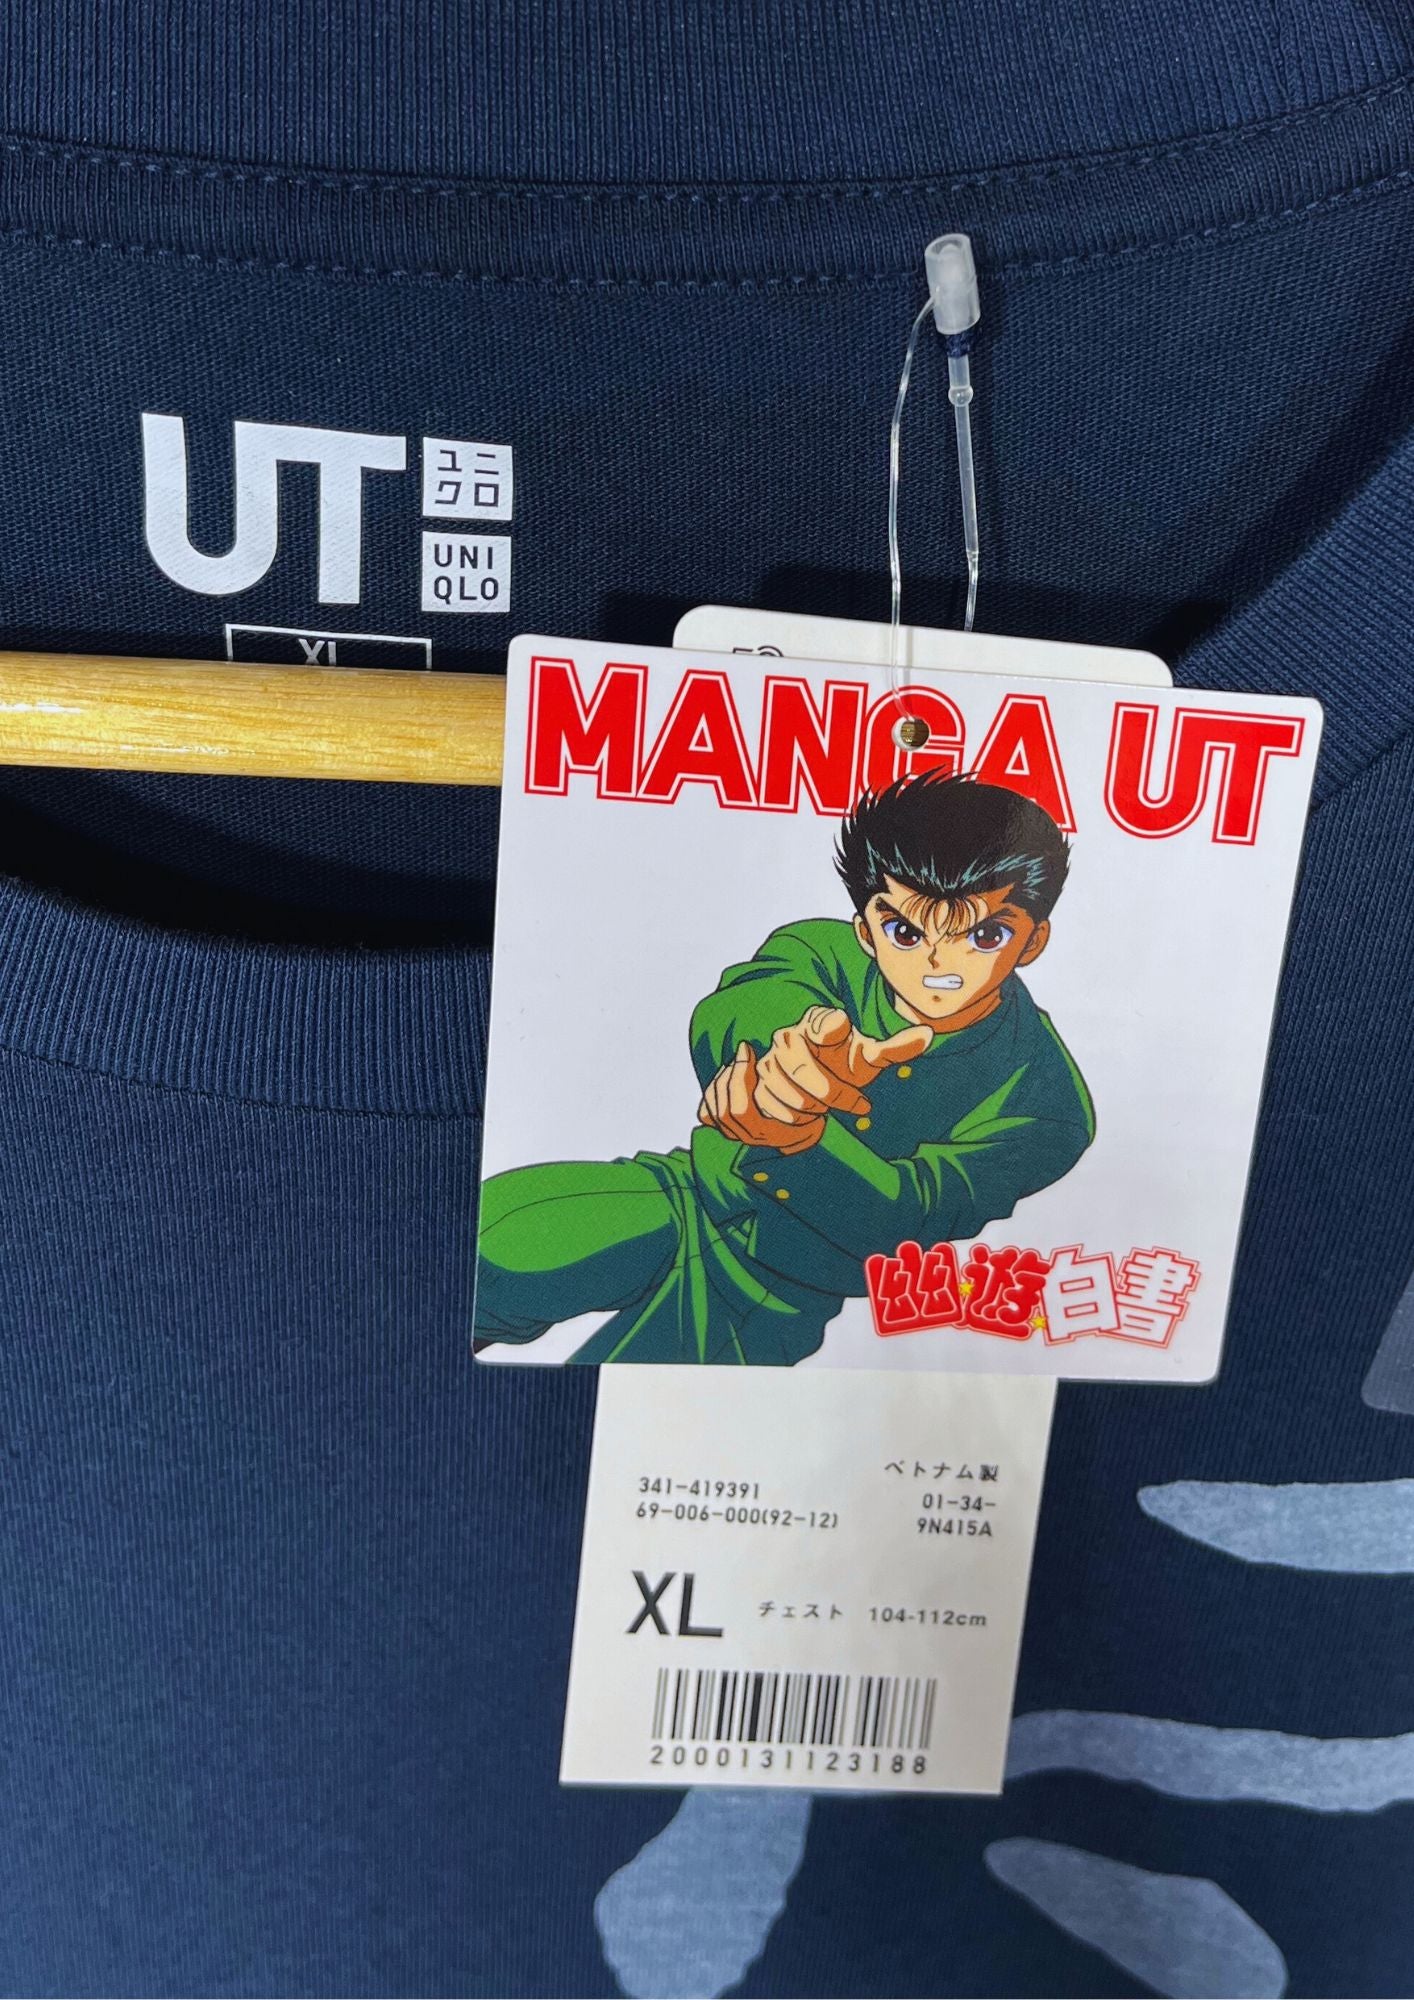 UT
ユニ
クロ
UNI
QLO
XL
MANGA UT
幽遊白書
ベトナム製
341-419391
01-34-
69-006-000(92-12)
9N415A
XL チェスト 104-112cm
2000131123188